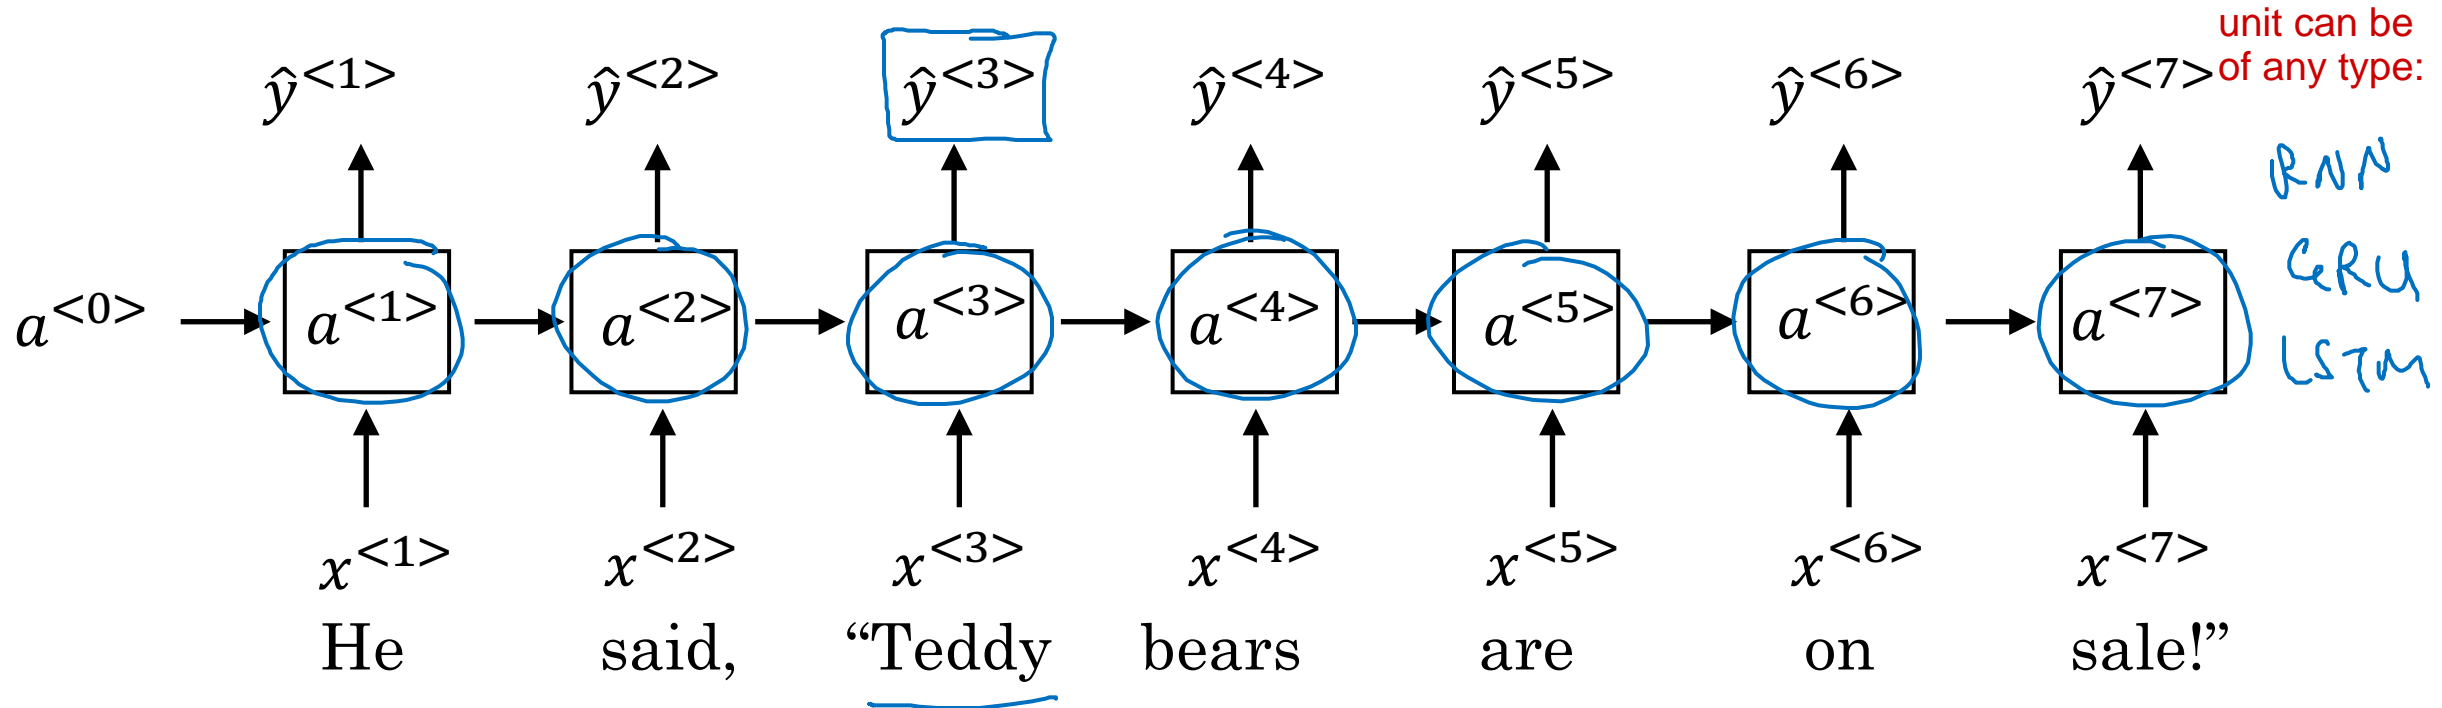 unit can be
of any type:
ŷ<1> ŷ<2> ŷ<3> ŷ<4> ŷ<5> ŷ<6> ŷ<7>
RNN
GRU
LSTM
a<0> a<1> a<2> a<3> a<4> a<5> a<6> a<7>
x<1> x<2> x<3> x<4> x<5> x<6> x<7>
He said, “Teddy bears are on sale!”